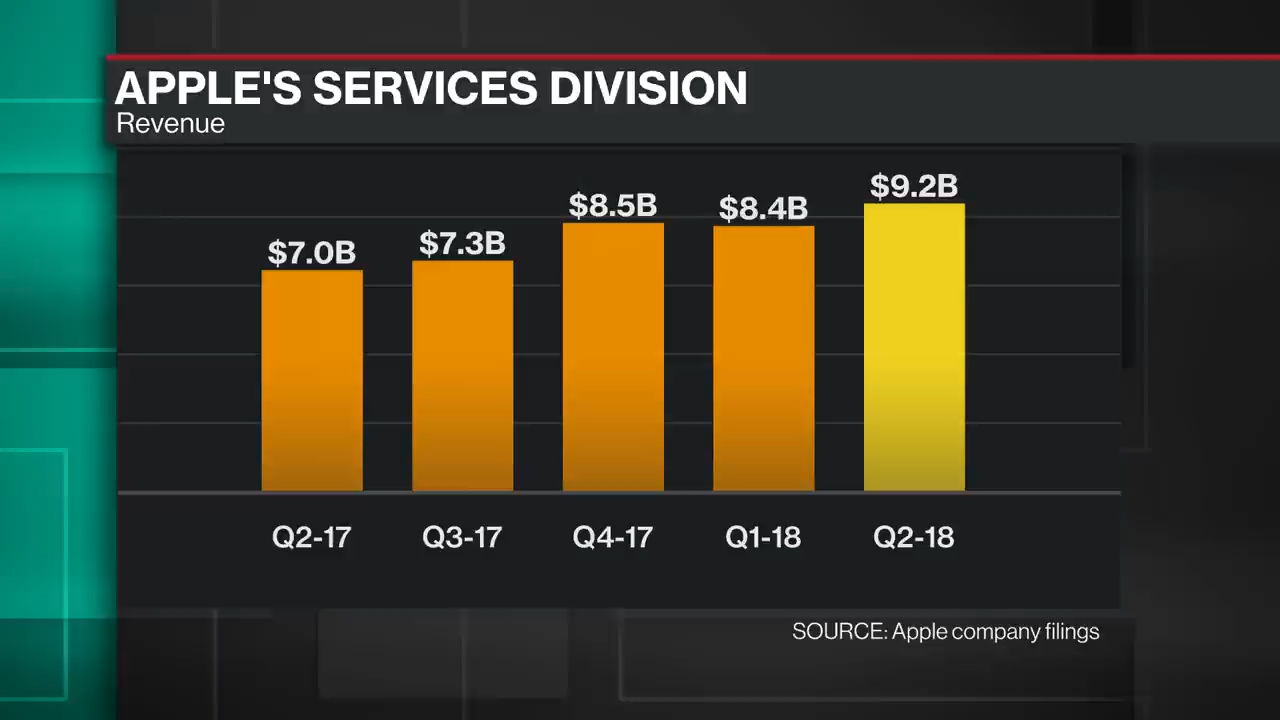 APPLE'S SERVICES DIVISION
Revenue
$7.0B
$7.3B
$8.5B
$8.4B
$9.2B
Q2-17
Q3-17
Q4-17
Q1-18
Q2-18
SOURCE: Apple company filings